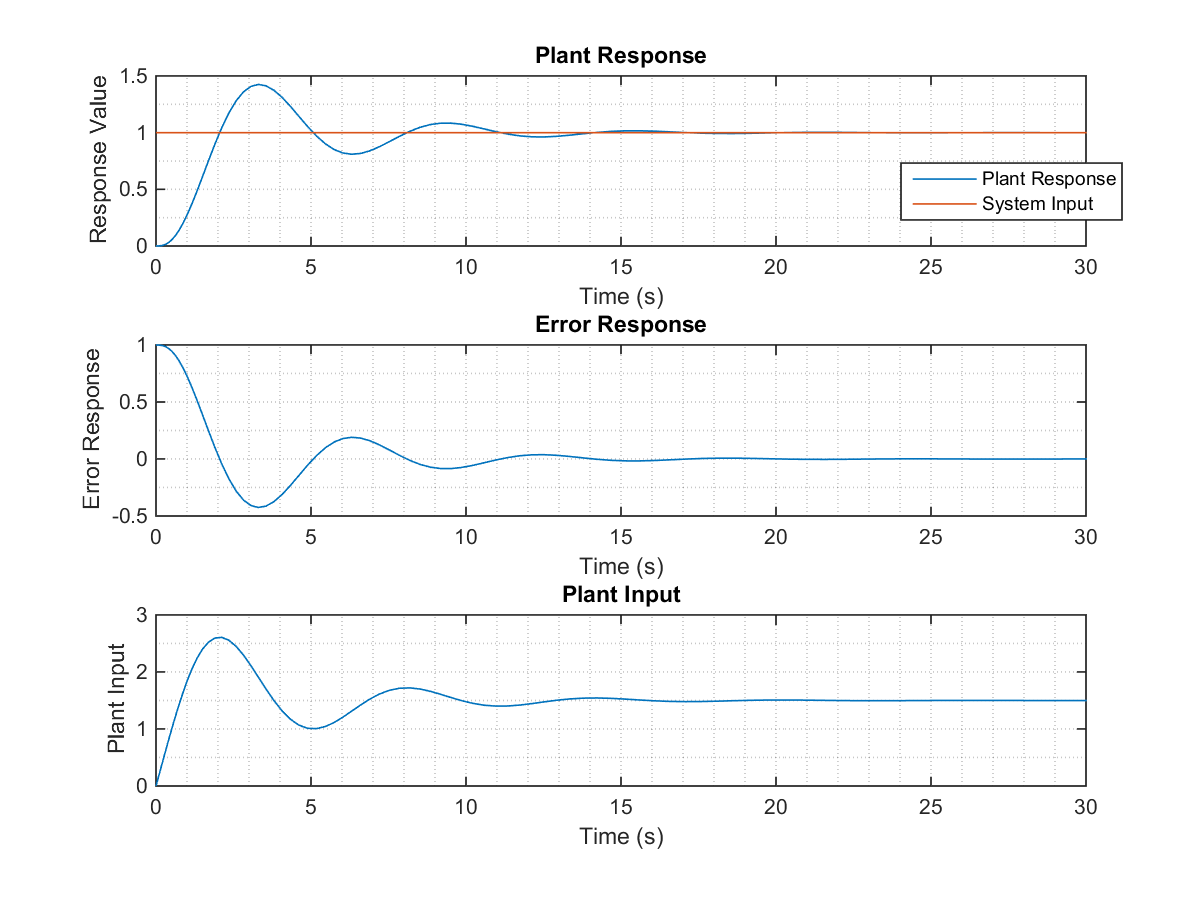 Plant Response
Response Value
1.5
1
0.5
0
Plant Response
System Input
0 5 10 15 20 25 30
Time (s)
Error Response
Error Response
1
0.5
0
-0.5
0 5 10 15 20 25 30
Time (s)
Plant Input
Plant Input
3
2
1
0
0 5 10 15 20 25 30
Time (s)